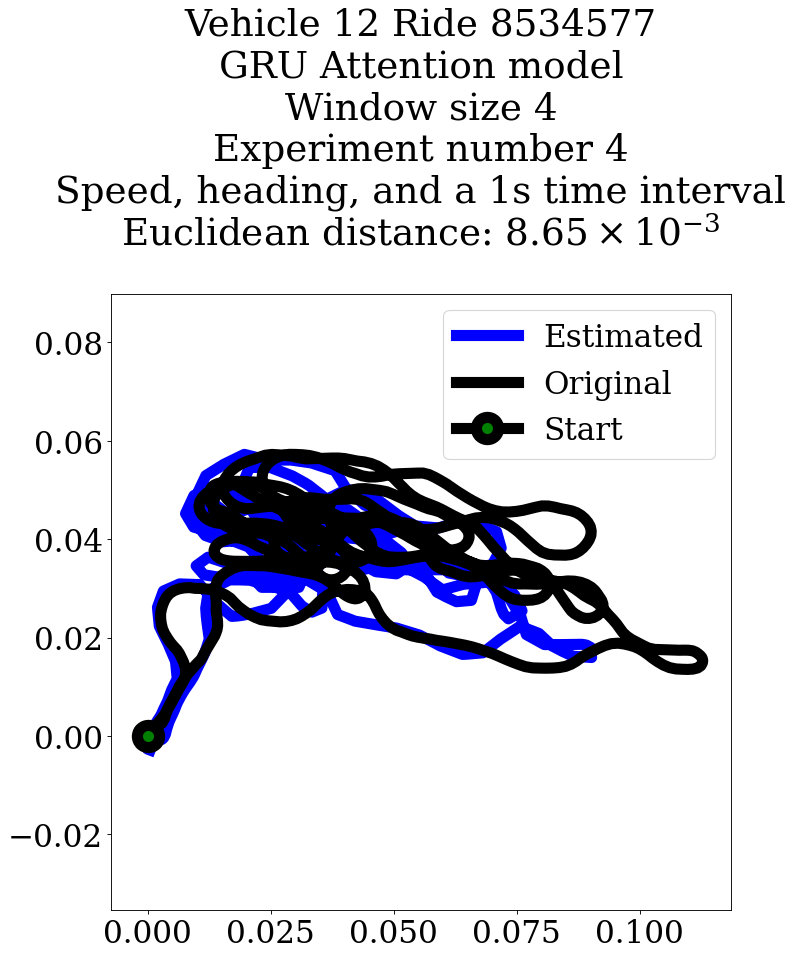 Vehicle 12 Ride 8534577
GRU Attention model
Window size 4
Experiment number 4
Speed, heading, and a 1s time interval
Euclidean distance: 8.65 × 10⁻³
Estimated
Original
Start
0.08
0.06
0.04
0.02
0.00
−0.02
0.000 0.025 0.050 0.075 0.100